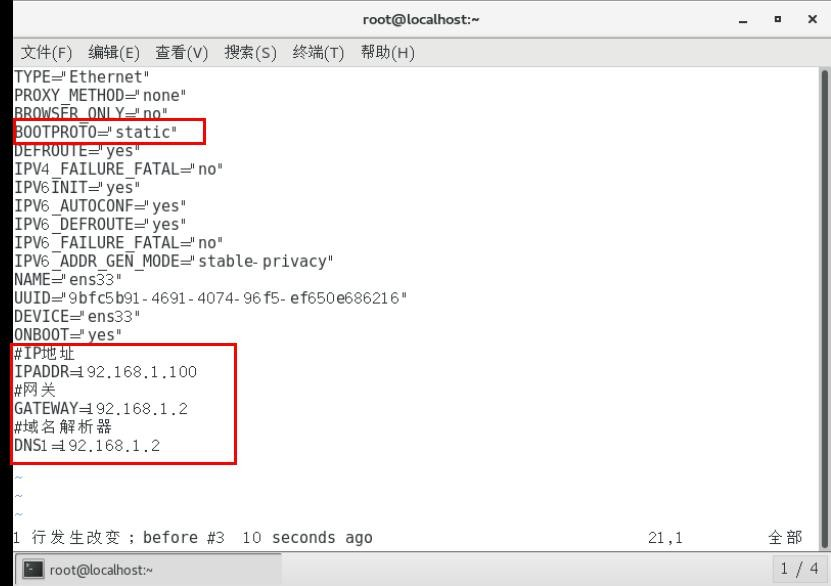 root@localhost:~
文件(F) 编辑(E) 查看(V) 搜索(S) 终端(T) 帮助(H)
TYPE="Ethernet"
PROXY_METHOD="none"
BROWSER_ONLY="no"
BOOTPROTO="static"
DEFROUTE="yes"
IPV4_FAILURE_FATAL="no"
IPV6INIT="yes"
IPV6_AUTOCONF="yes"
IPV6_DEFROUTE="yes"
IPV6_FAILURE_FATAL="no"
IPV6_ADDR_GEN_MODE="stable-privacy"
NAME="ens33"
UUID="9bfc5b91-4691-4074-96f5-ef650e686216"
DEVICE="ens33"
ONBOOT="yes"
#IP地址
IPADDR=192.168.1.100
#网关
GATEWAY=192.168.1.2
#域名解析器
DNS1=192.168.1.2
~
~
~
1 行发生改变；before #3  10 seconds ago 21,1 全部
root@localhost:~ 1 / 4